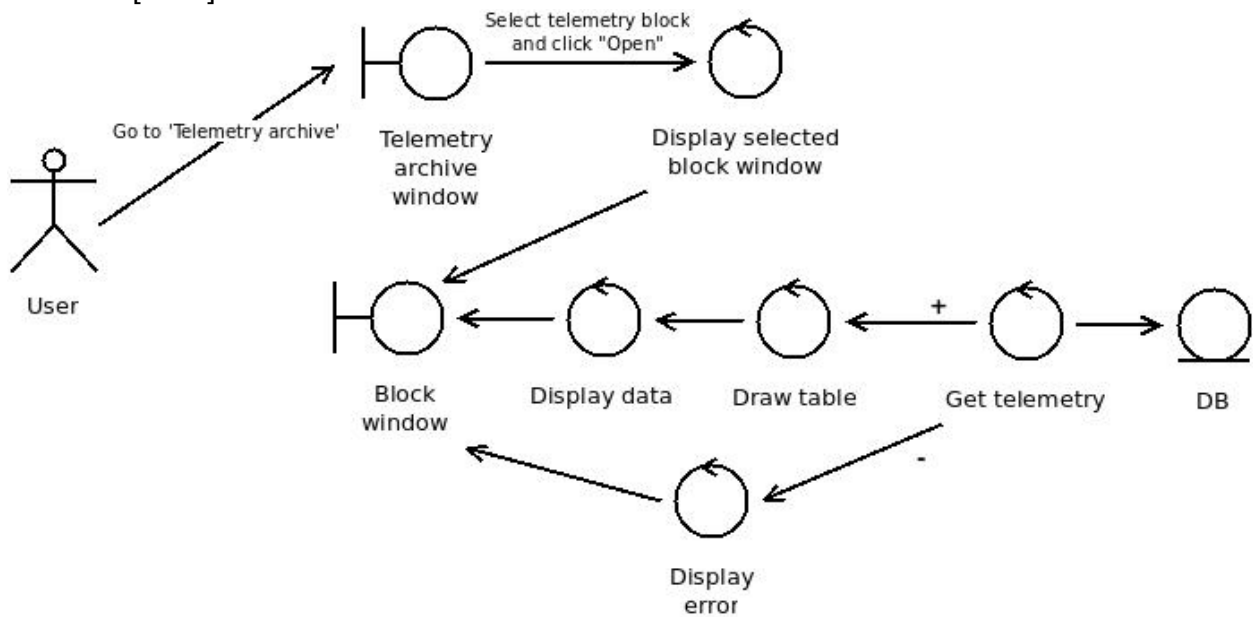 Select telemetry block
and click "Open"
Go to 'Telemetry archive'
Telemetry
archive
window
Display selected
block window
User
+
Block
window
Display data
Draw table
Get telemetry
DB
-
Display
error